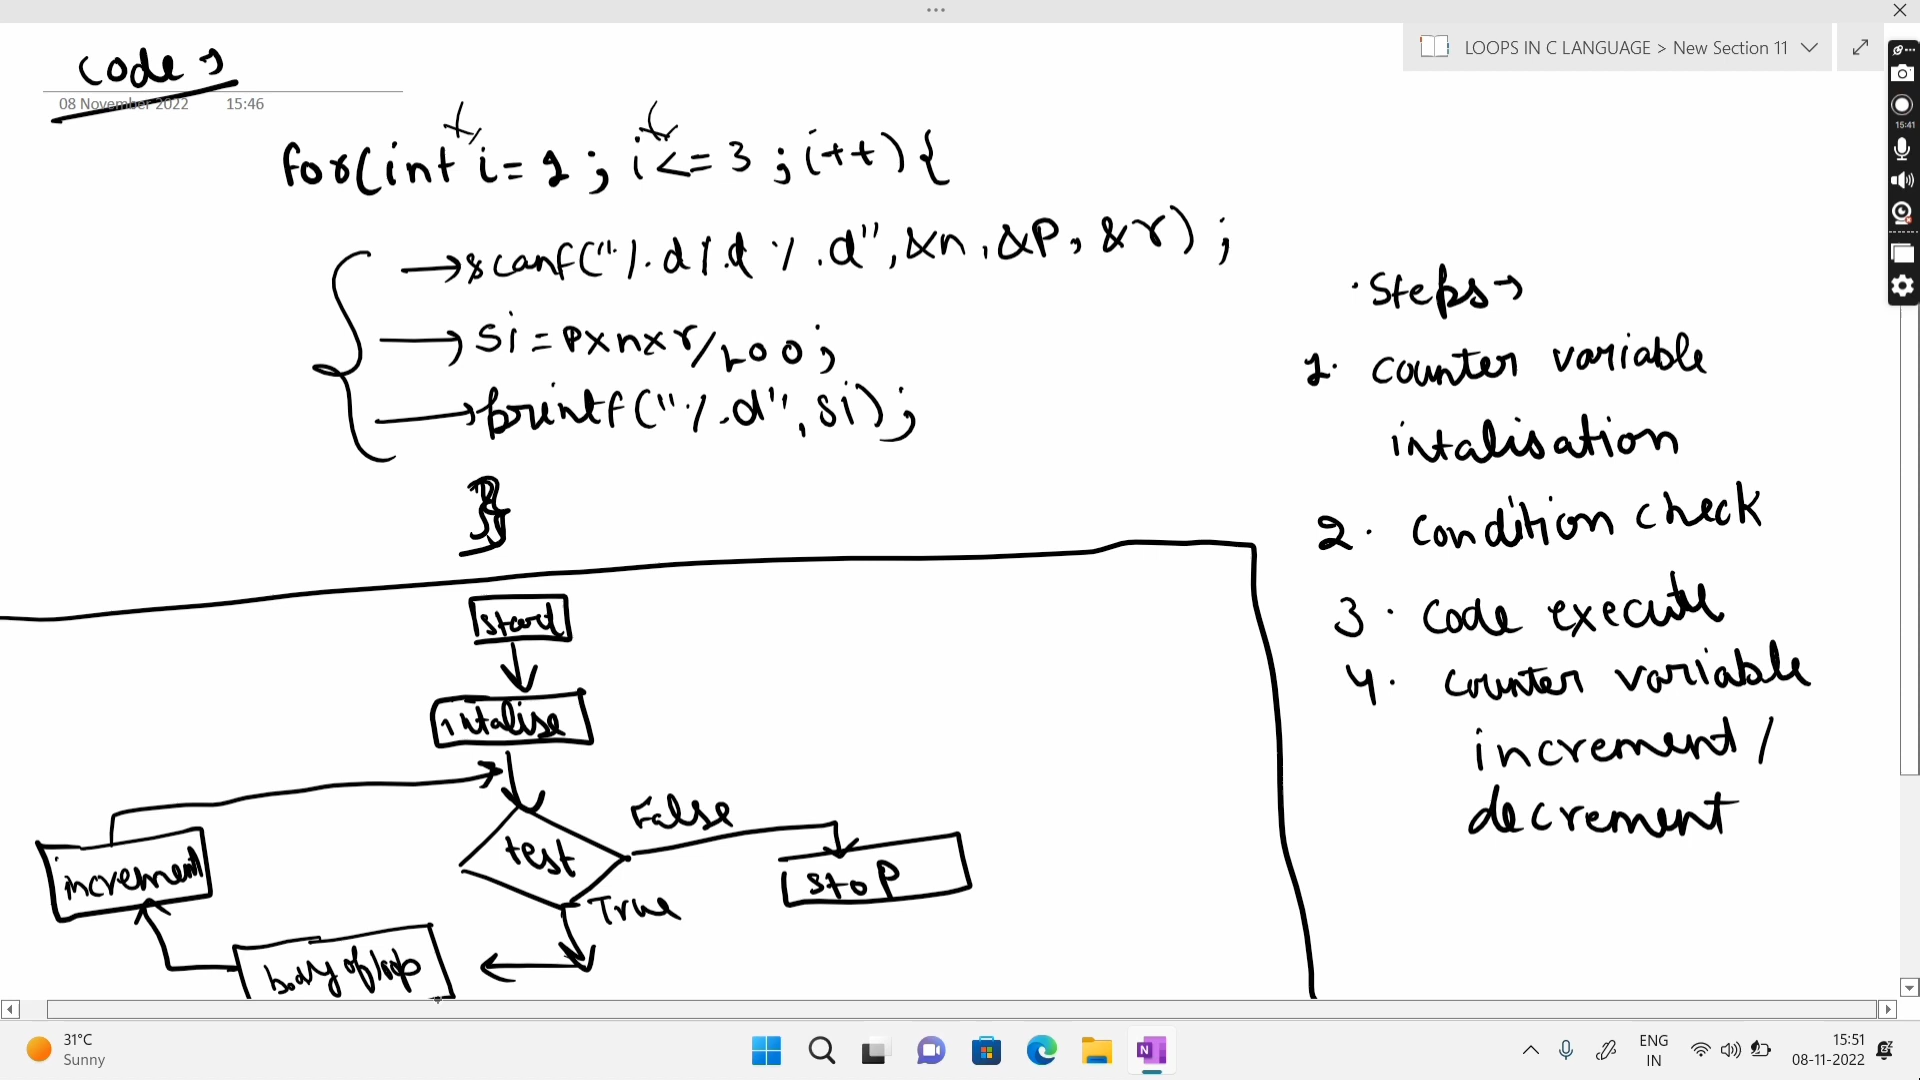 LOOPS IN C LANGUAGE > New Section 11
Code →
08 November 2022 15:46
15:41
for(int i= 1 ; i<= 3 ; i++) {
→scanf("%d%d%d", &n, &P, &r) ;
→ si = p×n×r/100 ;
→printf("%d", si) ;
}
start
intalise
test
False
stop
True
increment
body of loop
• Steps →
1. counter variable
intalisation
2. condition check
3. code execute
4. counter variable
increment /
decrement
31°C
Sunny
ENG
IN
15:51
08-11-2022